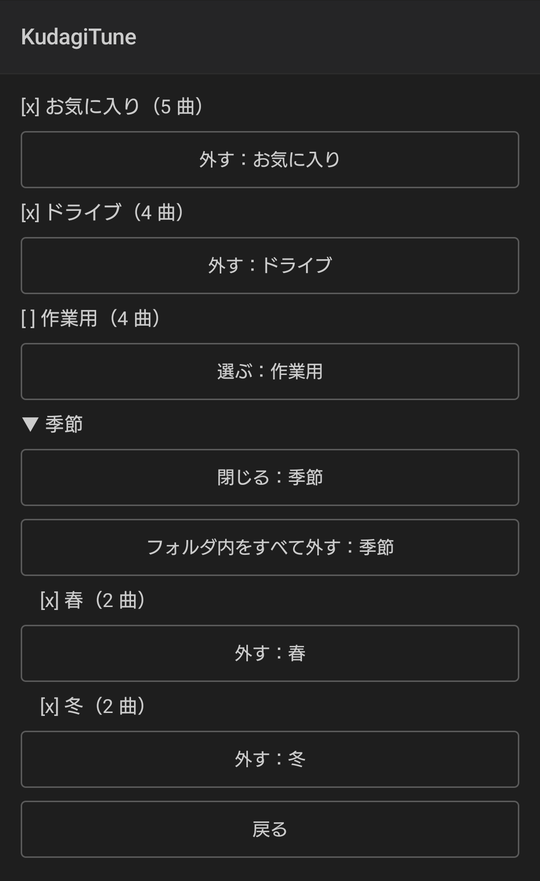 KudagiTune
[x] お気に入り（5 曲）
外す：お気に入り
[x] ドライブ（4 曲）
外す：ドライブ
[ ] 作業用（4 曲）
選ぶ：作業用
▼ 季節
閉じる：季節
フォルダ内をすべて外す：季節
[x] 春（2 曲）
外す：春
[x] 冬（2 曲）
外す：冬
戻る